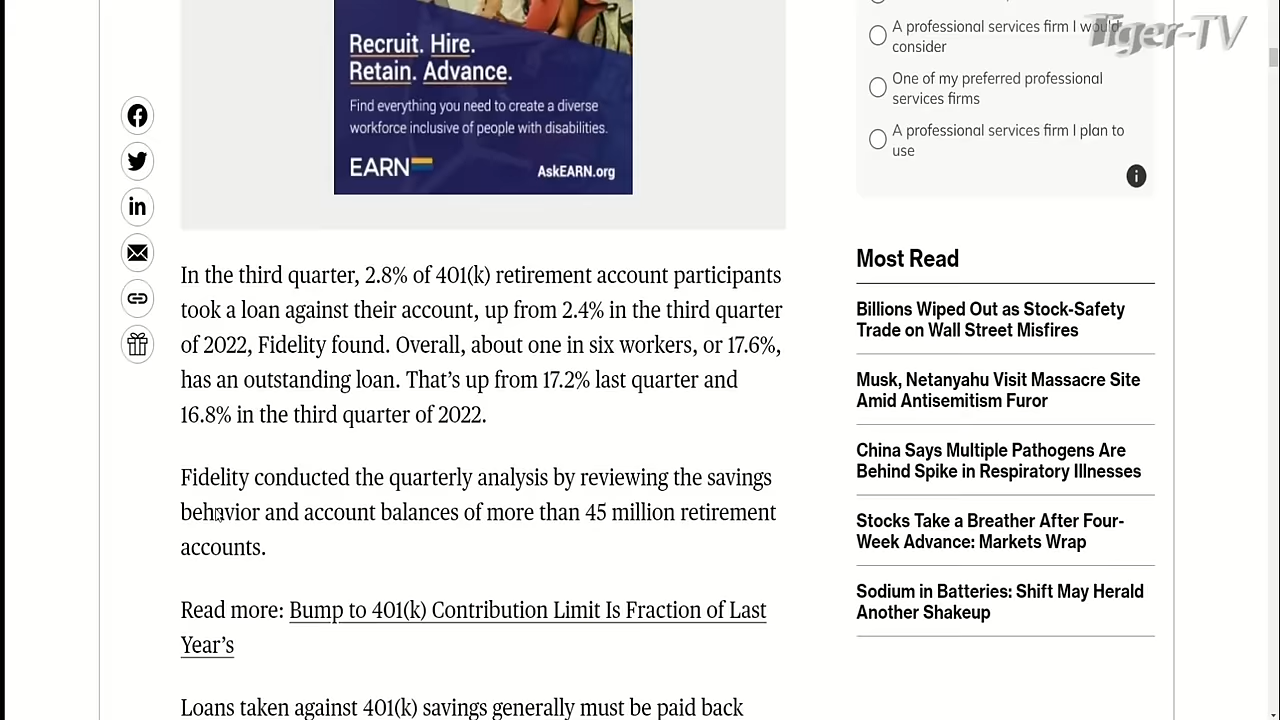 Recruit. Hire.
Retain. Advance.
Find everything you need to create a diverse
workforce inclusive of people with disabilities.
EARN
AskEARN.org
In the third quarter, 2.8% of 401(k) retirement account participants
took a loan against their account, up from 2.4% in the third quarter
of 2022, Fidelity found. Overall, about one in six workers, or 17.6%,
has an outstanding loan. That’s up from 17.2% last quarter and
16.8% in the third quarter of 2022.
Fidelity conducted the quarterly analysis by reviewing the savings
behavior and account balances of more than 45 million retirement
accounts.
Read more: Bump to 401(k) Contribution Limit Is Fraction of Last
Year’s
Loans taken against 401(k) savings generally must be paid back
A professional services firm I would
consider
One of my preferred professional
services firms
A professional services firm I plan to
use
Tiger-TV
Most Read
Billions Wiped Out as Stock-Safety
Trade on Wall Street Misfires
Musk, Netanyahu Visit Massacre Site
Amid Antisemitism Furor
China Says Multiple Pathogens Are
Behind Spike in Respiratory Illnesses
Stocks Take a Breather After Four-
Week Advance: Markets Wrap
Sodium in Batteries: Shift May Herald
Another Shakeup